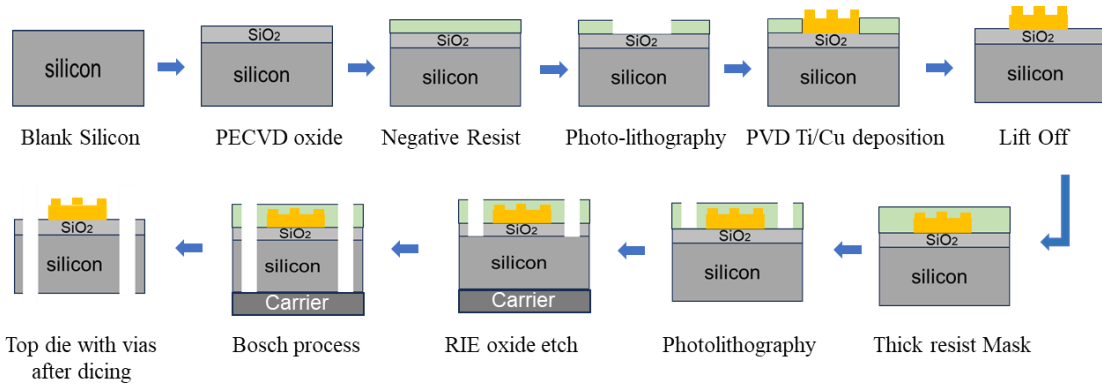 silicon
Blank Silicon
SiO2
silicon
PECVD oxide
SiO2
silicon
Negative Resist
SiO2
silicon
Photo-lithography
SiO2
silicon
PVD Ti/Cu deposition
SiO2
silicon
Lift Off
SiO2
silicon
Thick resist Mask
SiO2
silicon
Photolithography
SiO2
silicon
Carrier
RIE oxide etch
SiO2
silicon
Carrier
Bosch process
SiO2
silicon
Top die with vias
after dicing